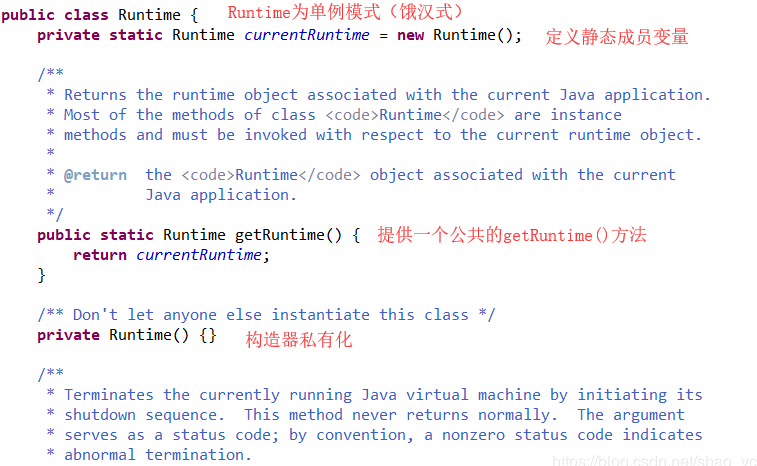 public class Runtime { Runtime为单例模式（饿汉式）
private static Runtime currentRuntime = new Runtime(); 定义静态成员变量
/**
* Returns the runtime object associated with the current Java application.
* Most of the methods of class <code>Runtime</code> are instance
* methods and must be invoked with respect to the current runtime object.
*
* @return the <code>Runtime</code> object associated with the current
* Java application.
*/
public static Runtime getRuntime() { 提供一个公共的getRuntime()方法
return currentRuntime;
}
/** Don't let anyone else instantiate this class */
private Runtime() {} 构造器私有化
/**
* Terminates the currently running Java virtual machine by initiating its
* shutdown sequence. This method never returns normally. The argument
* serves as a status code; by convention, a nonzero status code indicates
* abnormal termination.
https://blog.csdn.net/shao_yc